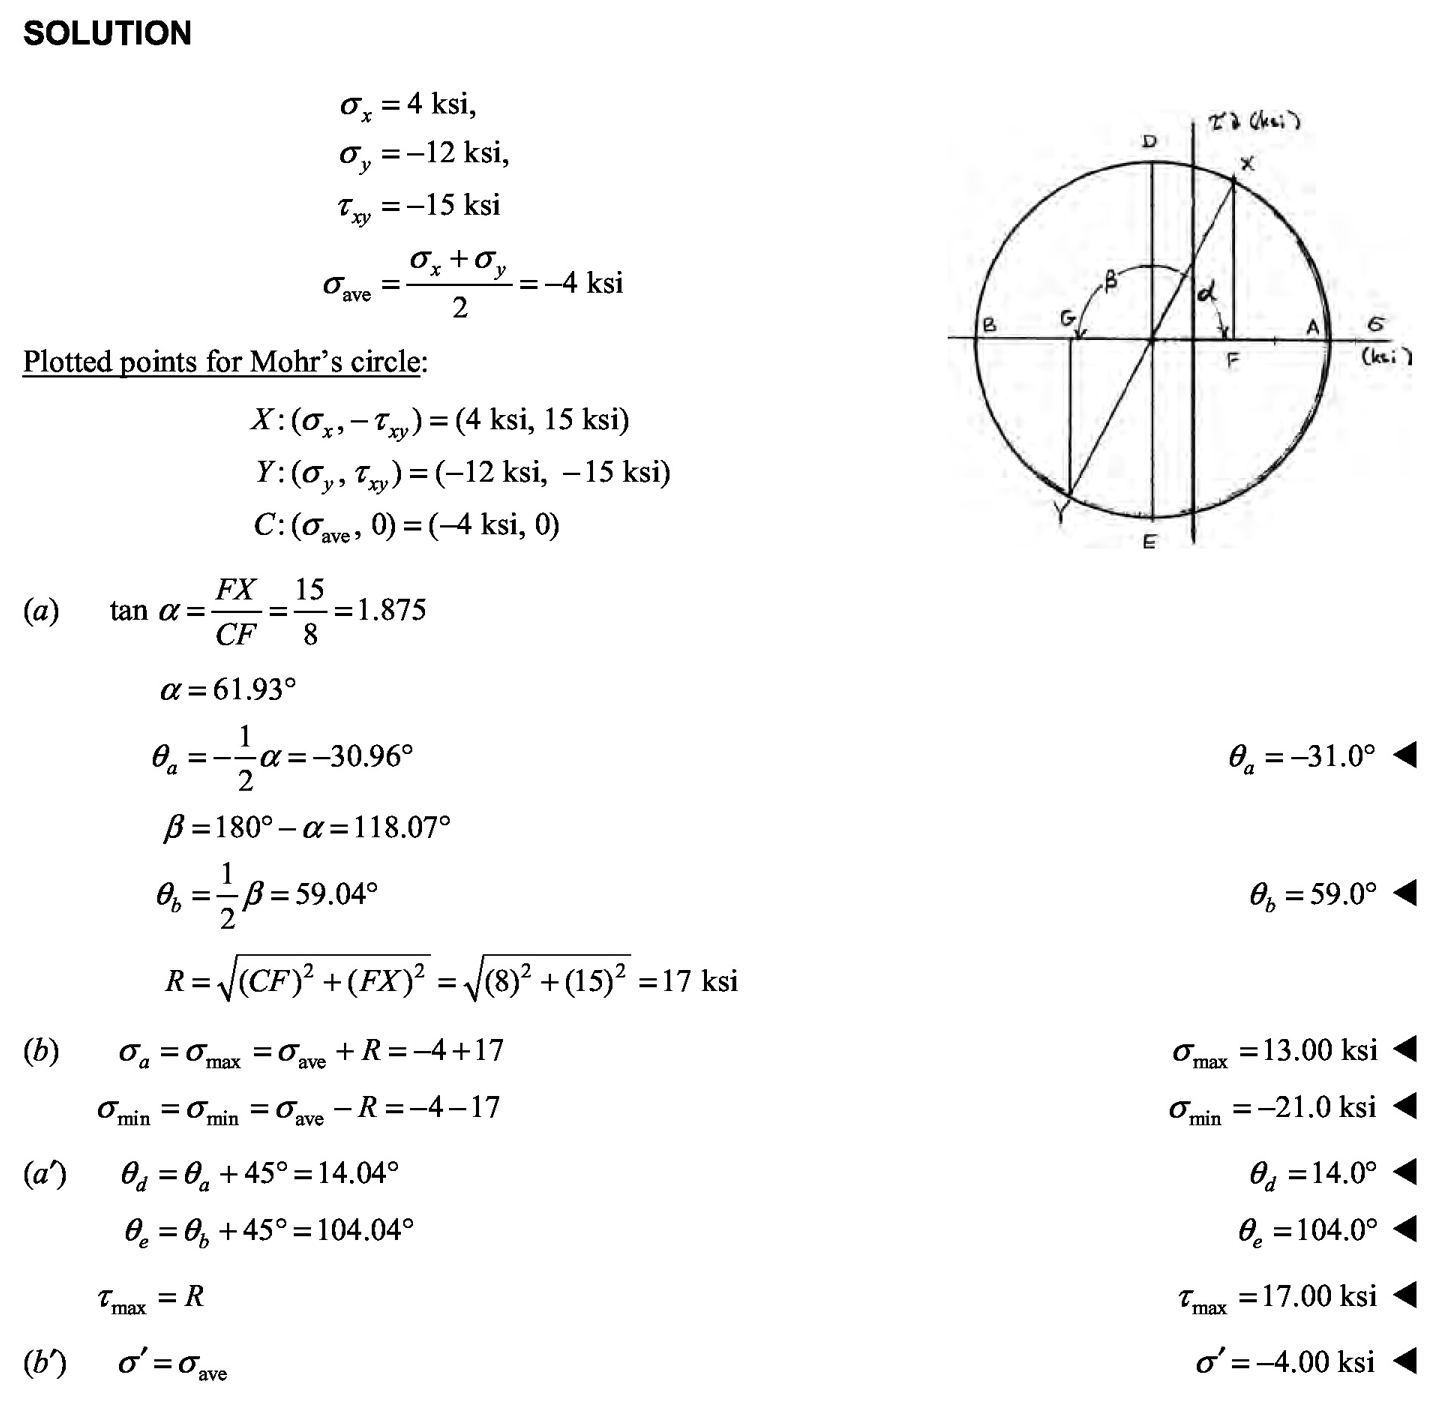 SOLUTION
σx = 4 ksi,
σy = −12 ksi,
τxy = −15 ksi
σave = (σx + σy)/2 = −4 ksi
τ↷ (ksi)
D
X
β
α
B
G
A
σ
F
(ksi)
Y
E
Plotted points for Mohr's circle:
X: (σx, −τxy) = (4 ksi, 15 ksi)
Y: (σy, τxy) = (−12 ksi, −15 ksi)
C: (σave, 0) = (−4 ksi, 0)
(a) tan α = FX/CF = 15/8 = 1.875
α = 61.93°
θa = −1/2 α = −30.96° θa = −31.0° ◀
β = 180° − α = 118.07°
θb = 1/2 β = 59.04° θb = 59.0° ◀
R = √((CF)² + (FX)²) = √((8)² + (15)²) = 17 ksi
(b) σa = σmax = σave + R = −4 + 17 σmax = 13.00 ksi ◀
σmin = σmin = σave − R = −4 − 17 σmin = −21.0 ksi ◀
(a′) θd = θa + 45° = 14.04° θd = 14.0° ◀
θe = θb + 45° = 104.04° θe = 104.0° ◀
τmax = R τmax = 17.00 ksi ◀
(b′) σ′ = σave σ′ = −4.00 ksi ◀